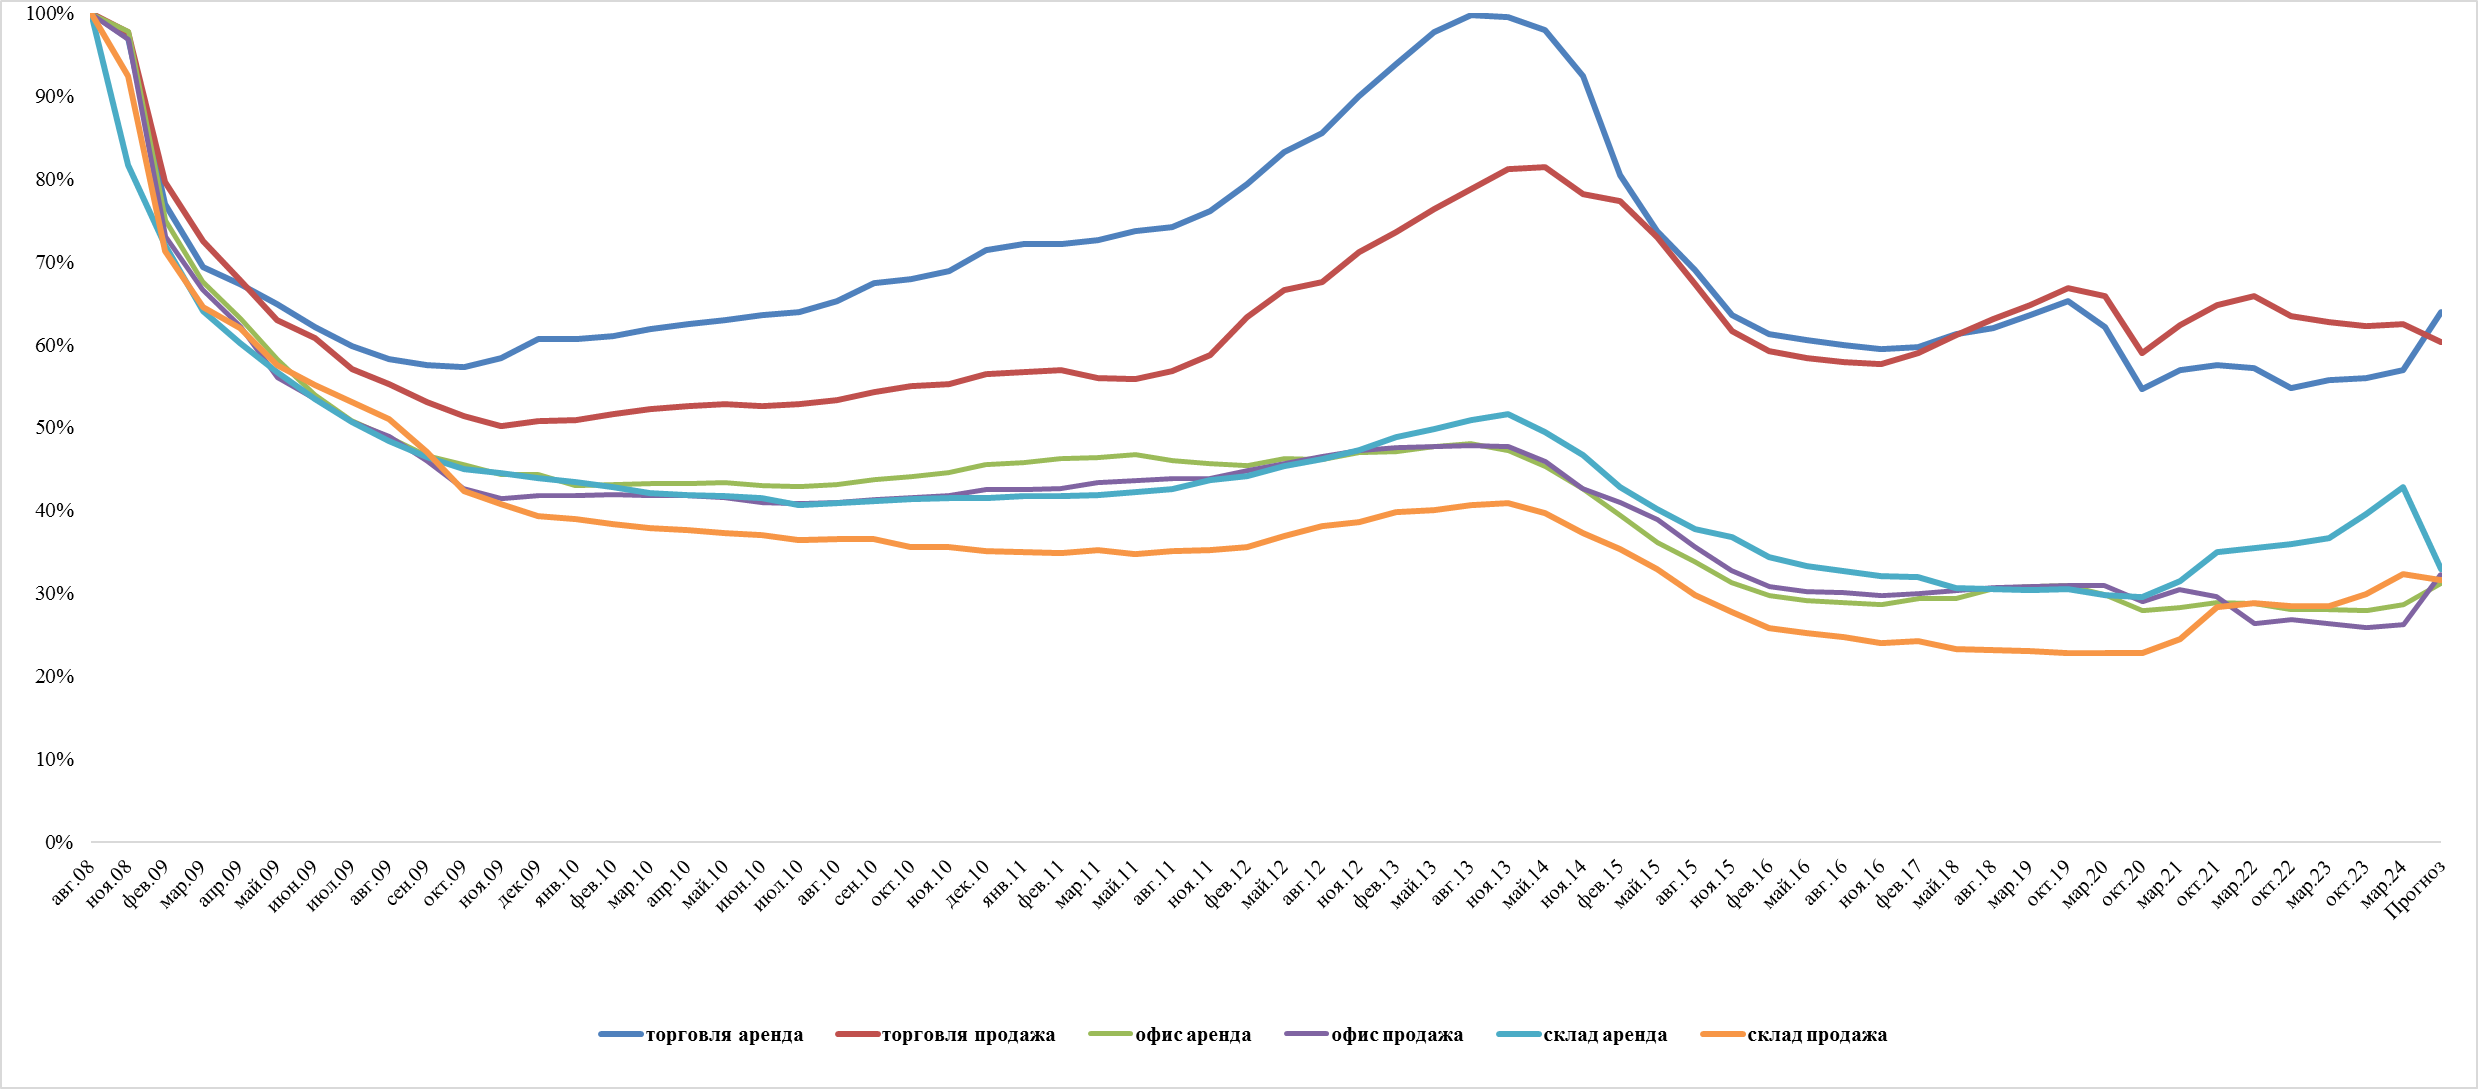 100%
90%
80%
70%
60%
50%
40%
30%
20%
10%
0%
авг.08
ноя.08
фев.09
мар.09
апр.09
май.09
июн.09
июл.09
авг.09
сен.09
окт.09
ноя.09
дек.09
янв.10
фев.10
мар.10
апр.10
май.10
июн.10
июл.10
авг.10
сен.10
окт.10
ноя.10
дек.10
янв.11
фев.11
мар.11
май.11
авг.11
ноя.11
фев.12
май.12
авг.12
ноя.12
фев.13
май.13
авг.13
ноя.13
май.14
ноя.14
фев.15
май.15
авг.15
ноя.15
фев.16
май.16
авг.16
ноя.16
фев.17
май.18
авг.18
мар.19
окт.19
мар.20
окт.20
мар.21
окт.21
мар.22
окт.22
мар.23
окт.23
мар.24
Прогноз
торговля аренда
торговля продажа
офис аренда
офис продажа
склад аренда
склад продажа